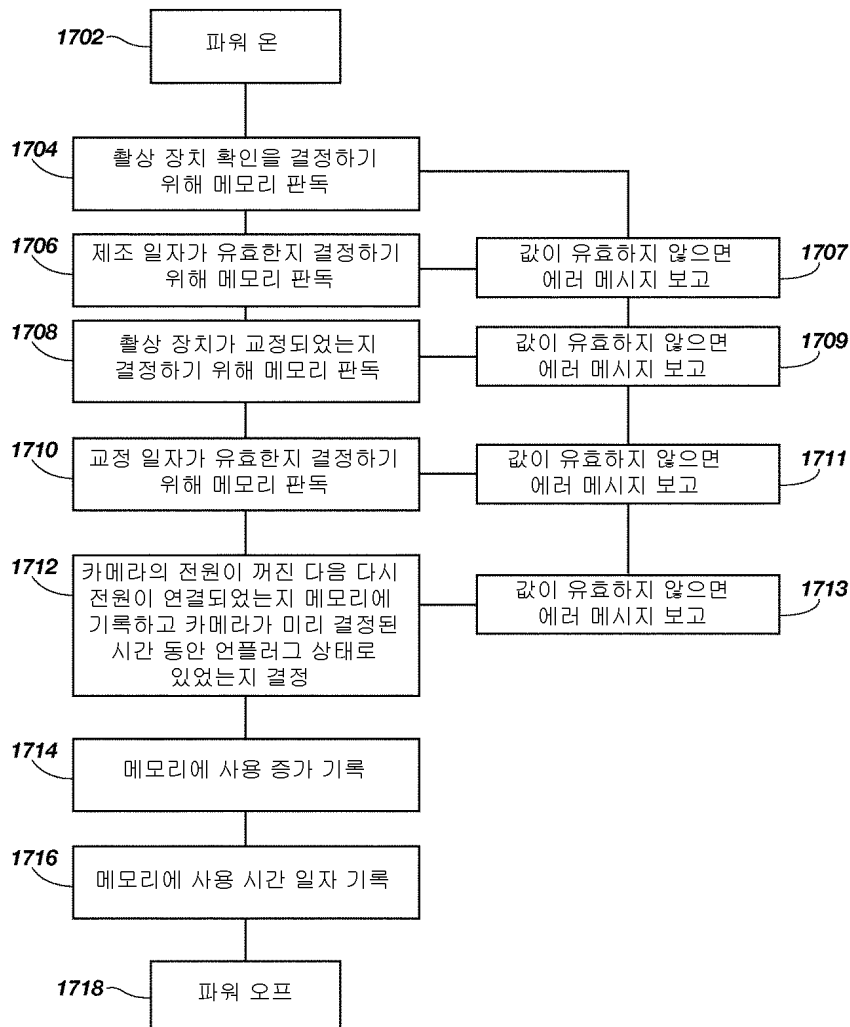 1702
파워 온
1704
촬상 장치 확인을 결정하기
위해 메모리 판독
1706
제조 일자가 유효한지 결정하기
위해 메모리 판독
값이 유효하지 않으면
에러 메시지 보고
1707
1708
촬상 장치가 교정되었는지
결정하기 위해 메모리 판독
값이 유효하지 않으면
에러 메시지 보고
1709
1710
교정 일자가 유효한지 결정하기
위해 메모리 판독
값이 유효하지 않으면
에러 메시지 보고
1711
1712
카메라의 전원이 꺼진 다음 다시
전원이 연결되었는지 메모리에
기록하고 카메라가 미리 결정된
시간 동안 언플러그 상태로
있었는지 결정
값이 유효하지 않으면
에러 메시지 보고
1713
1714
메모리에 사용 증가 기록
1716
메모리에 사용 시간 일자 기록
1718
파워 오프